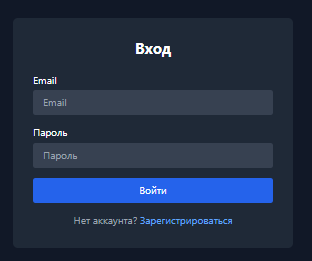 Вход
Email
Email
Пароль
Пароль
Войти
Нет аккаунта? Зарегистрироваться